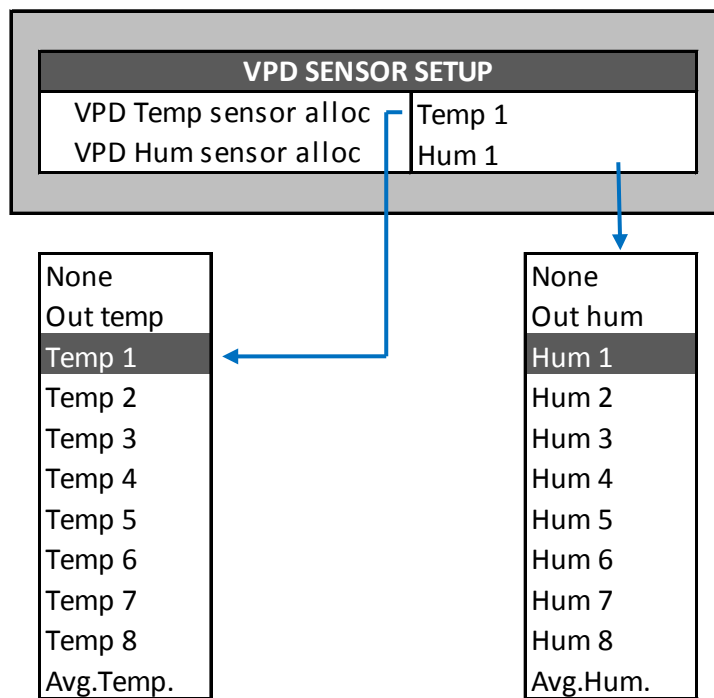 VPD SENSOR SETUP
VPD Temp sensor alloc Temp 1
VPD Hum sensor alloc Hum 1
None
Out temp
Temp 1
Temp 2
Temp 3
Temp 4
Temp 5
Temp 6
Temp 7
Temp 8
Avg.Temp.
None
Out hum
Hum 1
Hum 2
Hum 3
Hum 4
Hum 5
Hum 6
Hum 7
Hum 8
Avg.Hum.